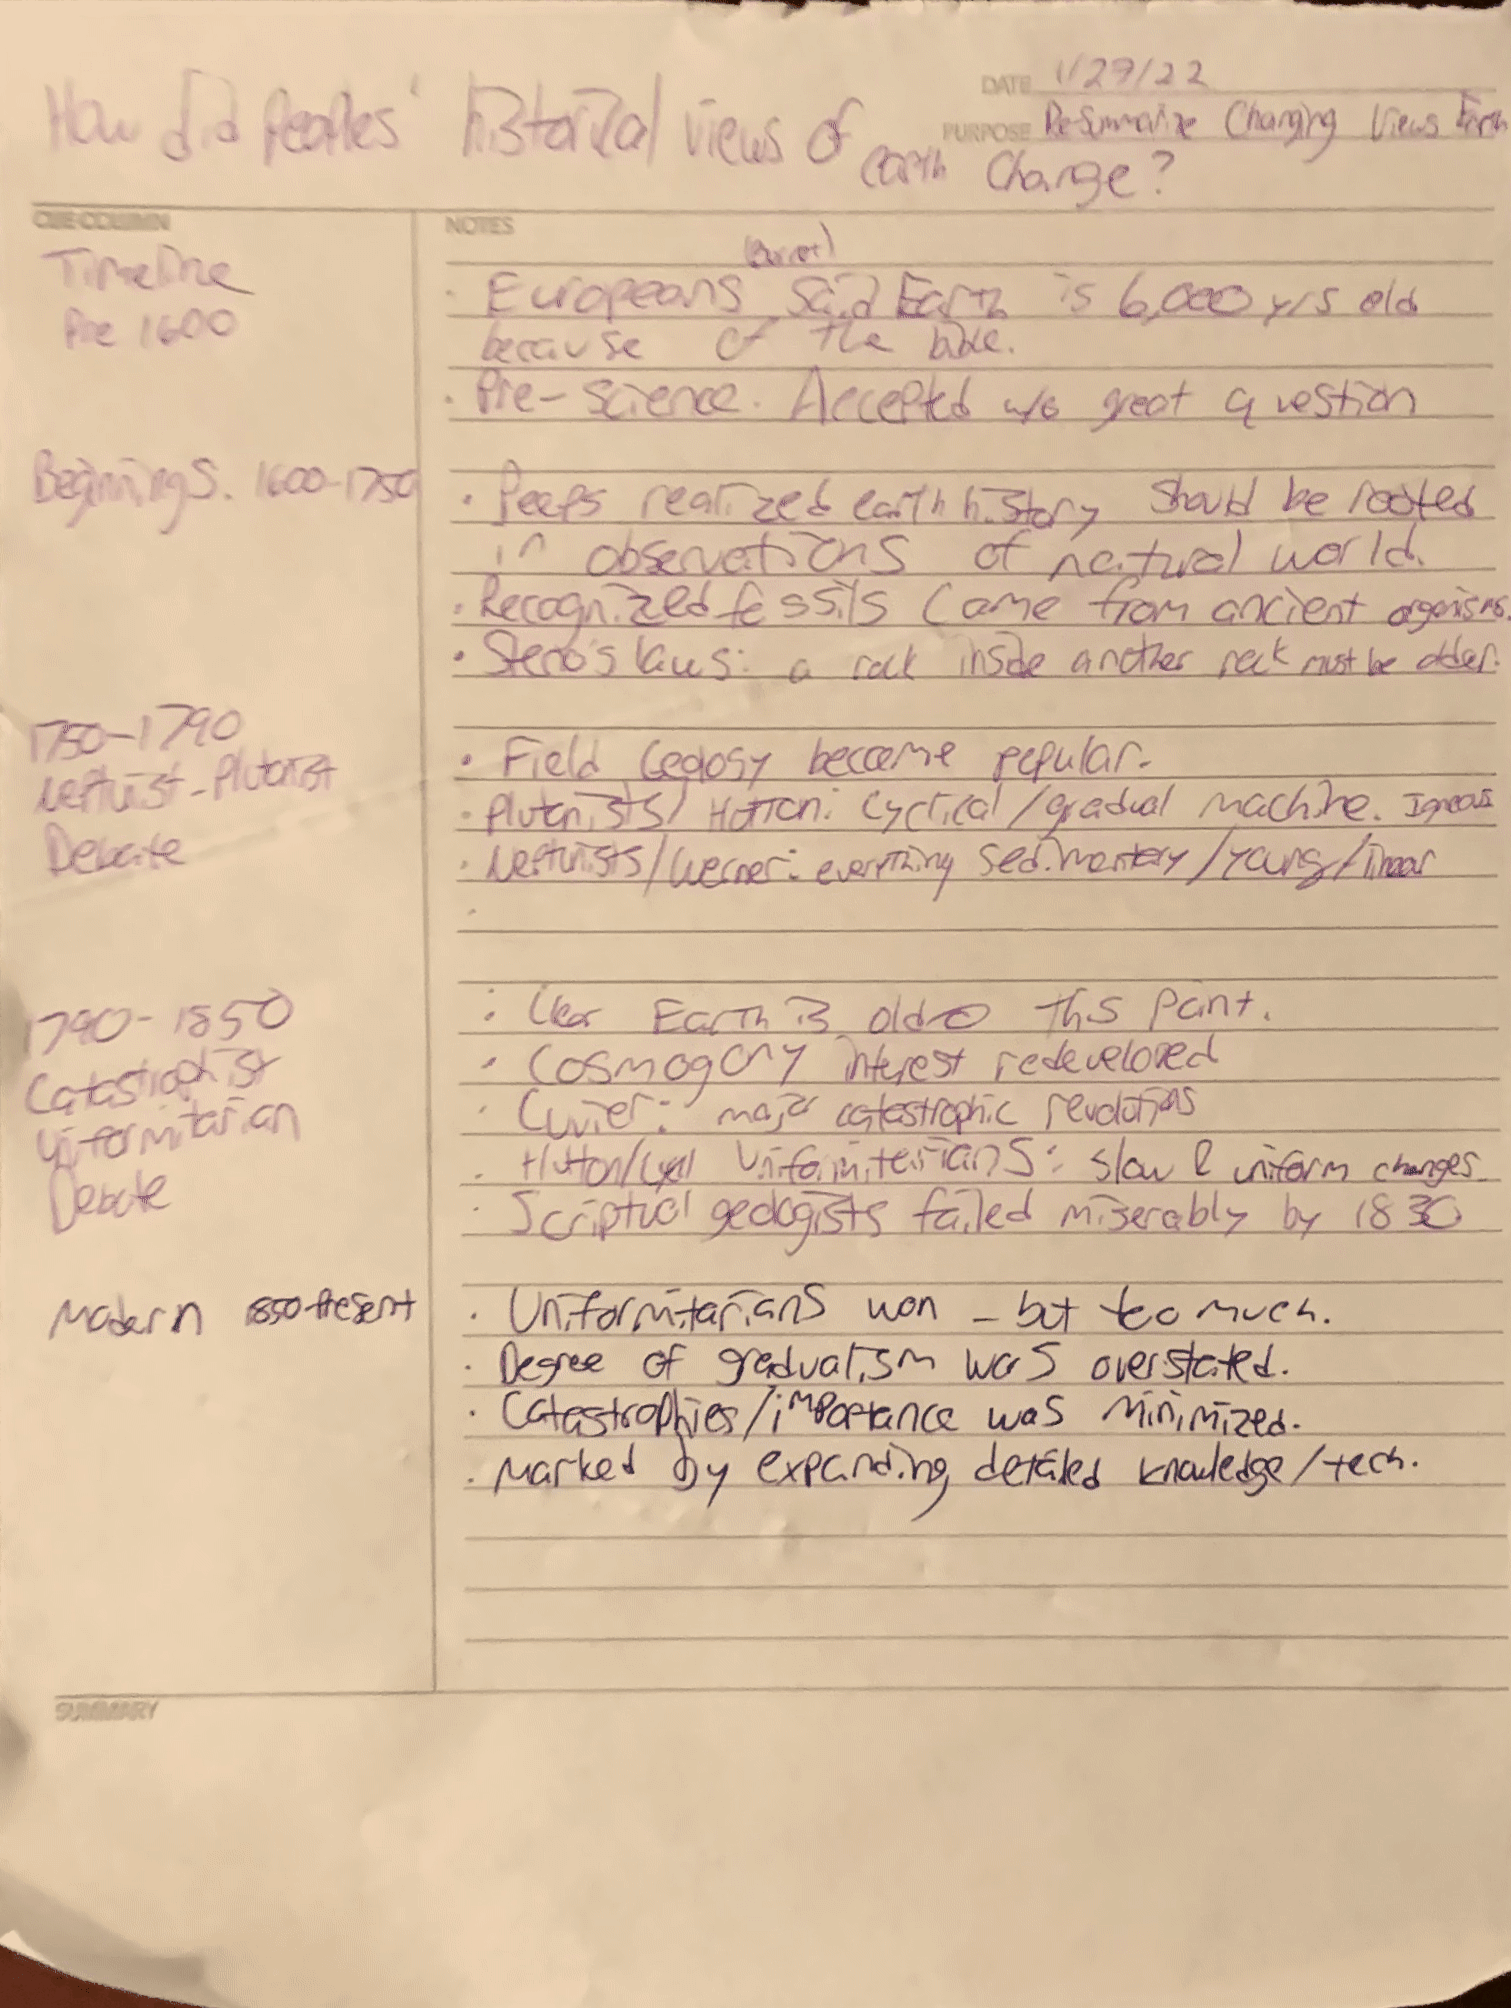 DATE 1/29/22
How did Peoples' historical views of earth Change?
PURPOSE Re-Summarize Changing Views Earth
CUE COLUMN
NOTES
Timeline
Pre 1600
· Europeans said Earth is 6,000 yrs old
because of the bible.
· Pre-science. Accepted w/o great question
Beginnings. 1600-1750
· Peeps realized earth history should be rooted
in observations of natural world.
· Recognized fossils came from ancient organisms.
· Steno's laws: a rock inside another rock must be older.
1750-1790
Neptunist-Plutonist
Debate
· Field Geology became popular.
· Plutonists/Hutton: Cyclical/gradual machine. Igneous
· Neptunists/Werner: everything sedimentary/young/linear
·
1790-1850
Catastrophist
Uniformitarian
Debate
· Clear Earth is old @ this point.
· Cosmogony interest redeveloped
· Cuvier: major catastrophic revolutions
· Hutton/Lyell Uniformitarians: slow & uniform changes.
· Scriptual geologists failed miserably by 1830
Modern 1850-Present
· Uniformitarians won - but too much.
· Degree of gradualism was overstated.
· Catastrophies/importance was minimized.
· Marked by expanding detailed knowledge/tech.
SUMMARY